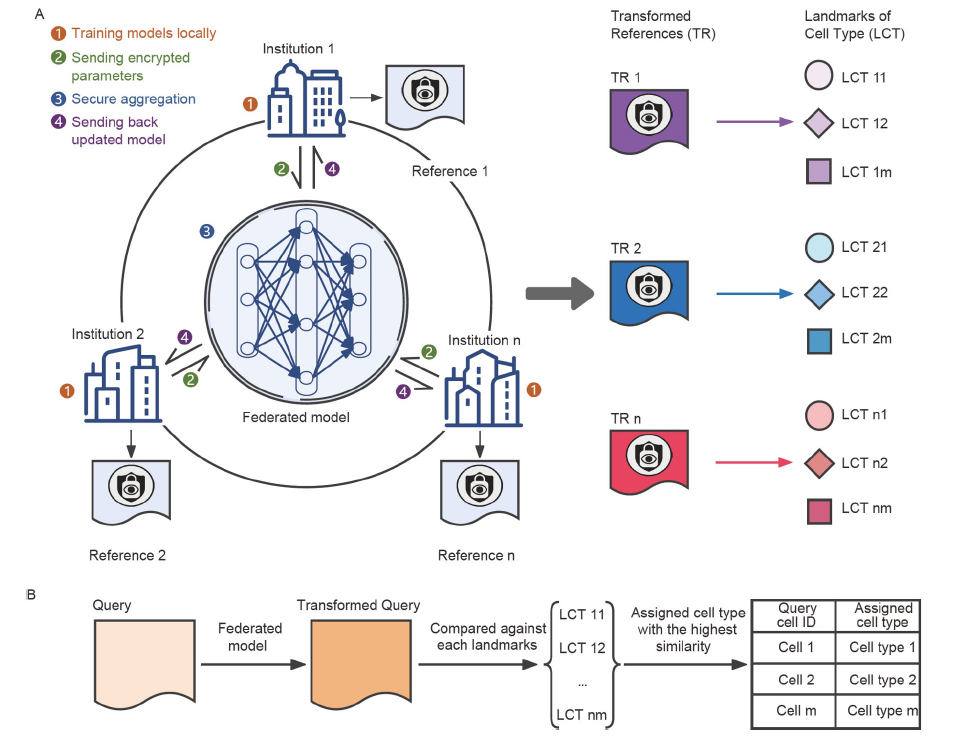 A
1 Training models locally
2 Sending encrypted
parameters
3 Secure aggregation
4 Sending back
updated model
Institution 1
1
Reference 1
2
4
3
Institution 2
4
2
1
Institution n
2
4
1
Federated model
Reference 2
Reference n
Transformed
References (TR)
Landmarks of
Cell Type (LCT)
TR 1
LCT 11
LCT 12
LCT 1m
TR 2
LCT 21
LCT 22
LCT 2m
TR n
LCT n1
LCT n2
LCT nm
B
Query
Federated
model
Transformed Query
Compared against
each landmarks
LCT 11
LCT 12
...
LCT nm
Assigned cell type
with the highest
similarity
Query
cell ID
Assigned
cell type
Cell 1
Cell type 1
Cell 2
Cell type 2
Cell m
Cell type m